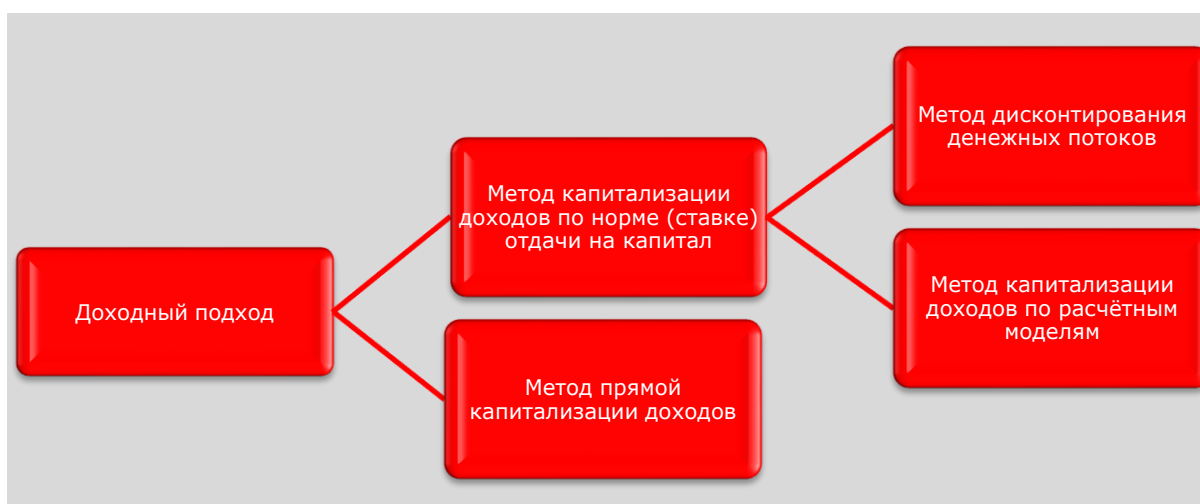 Доходный подход
Метод капитализации
доходов по норме (ставке)
отдачи на капитал
Метод прямой
капитализации доходов
Метод дисконтирования
денежных потоков
Метод капитализации
доходов по расчётным
моделям